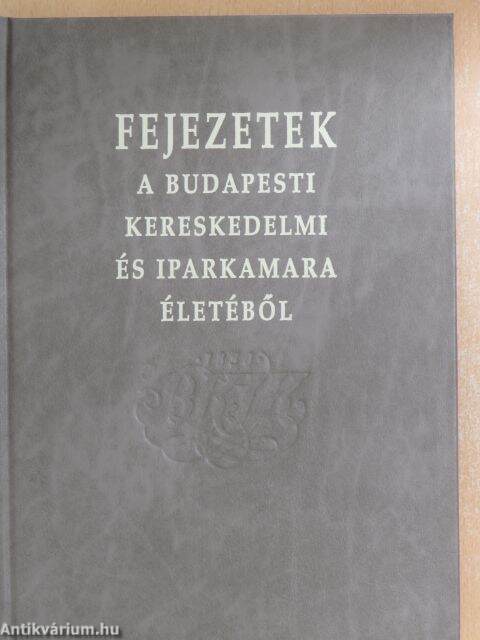 FEJEZETEK
A BUDAPESTI
KERESKEDELMI
ÉS IPARKAMARA
ÉLETÉBŐL
Antikvárium.hu